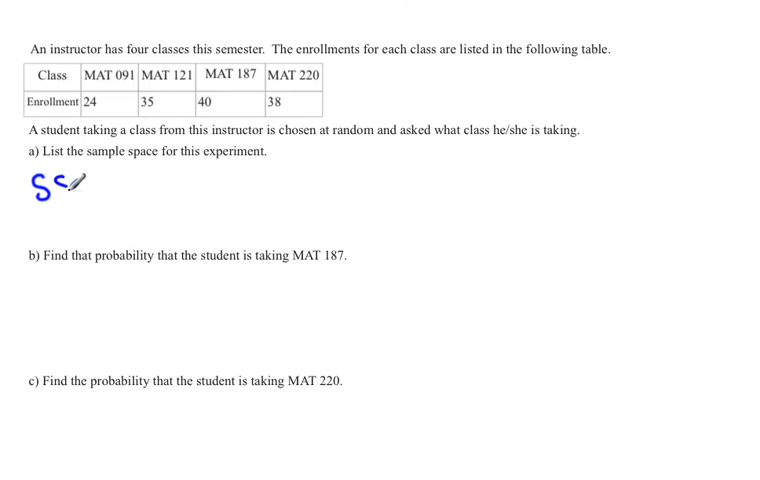 An instructor has four classes this semester. The enrollments for each class are listed in the following table.
Class MAT 091 MAT 121 MAT 187 MAT 220
Enrollment 24 35 40 38
A student taking a class from this instructor is chosen at random and asked what class he/she is taking.
a) List the sample space for this experiment.
SS
b) Find that probability that the student is taking MAT 187.
c) Find the probability that the student is taking MAT 220.